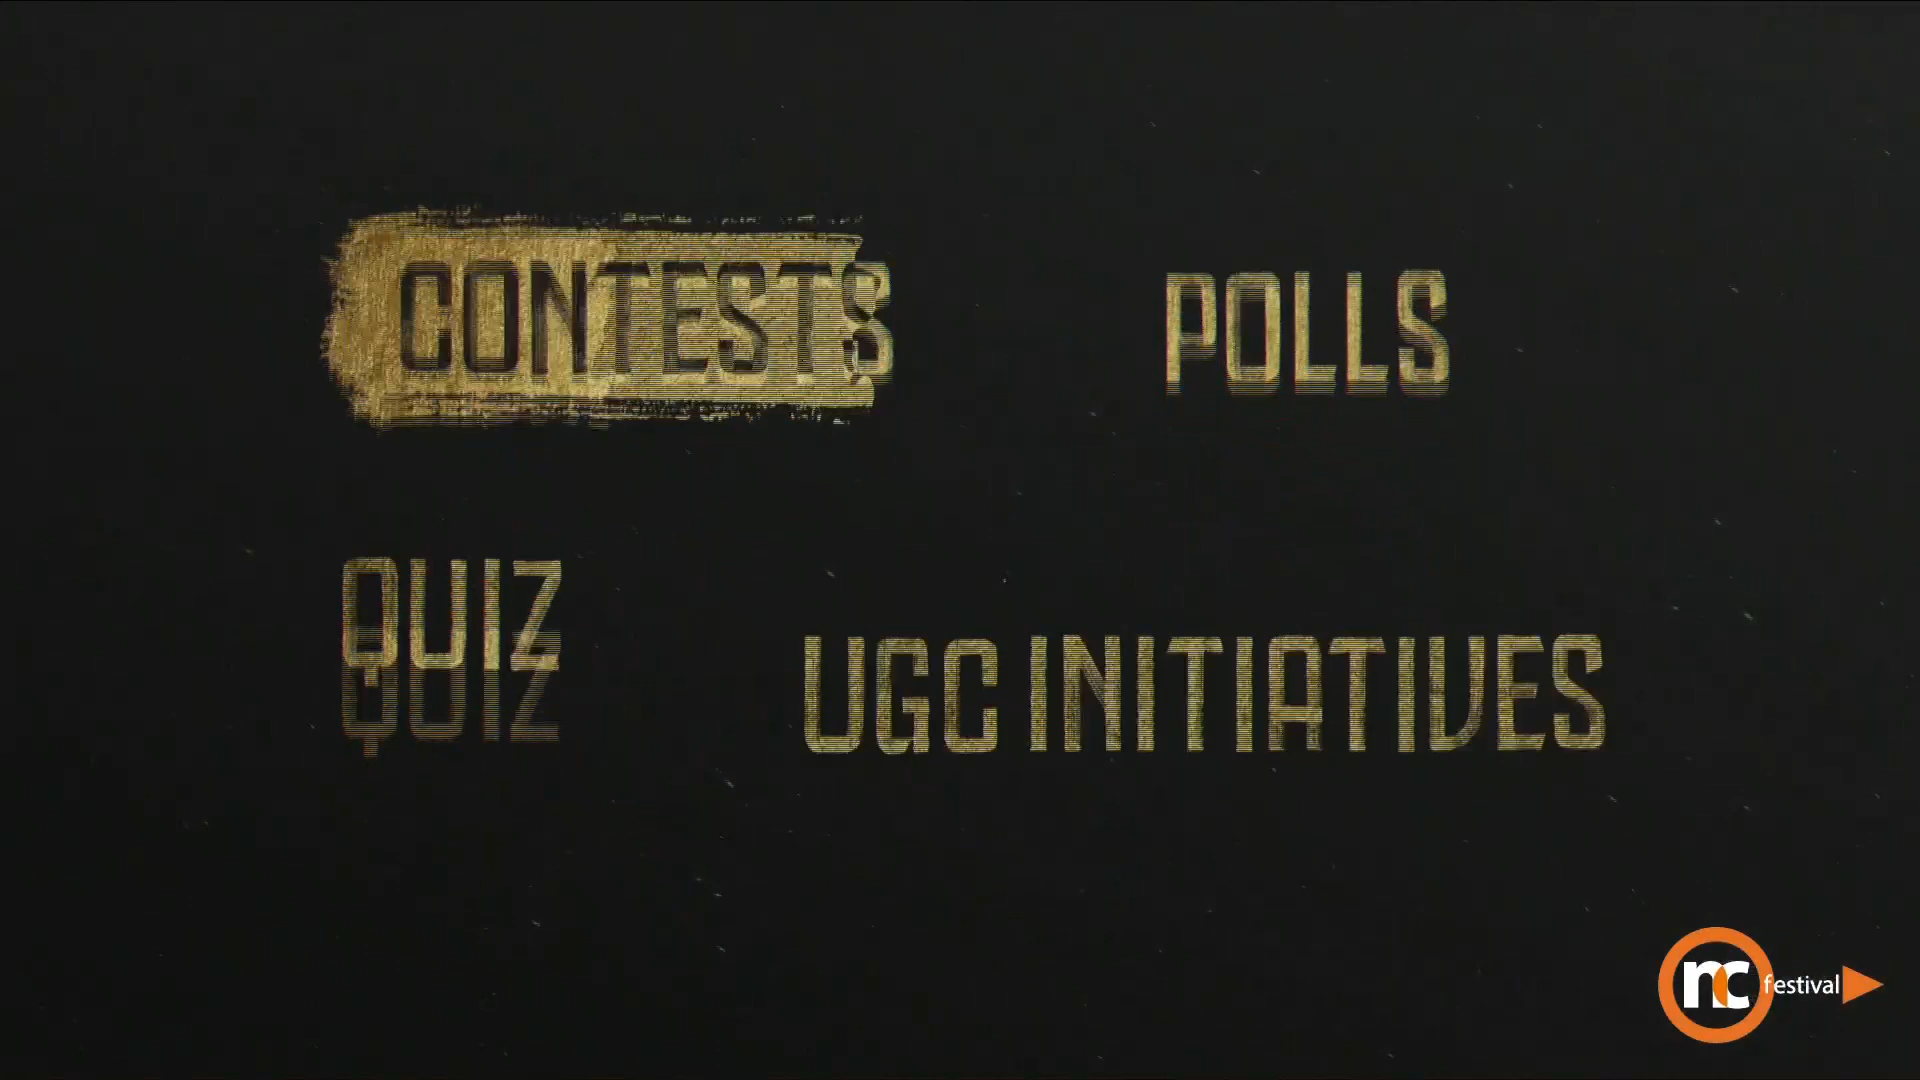 CONTESTS
POLLS
QUIZ
UGC INITIATIVES
nc festival